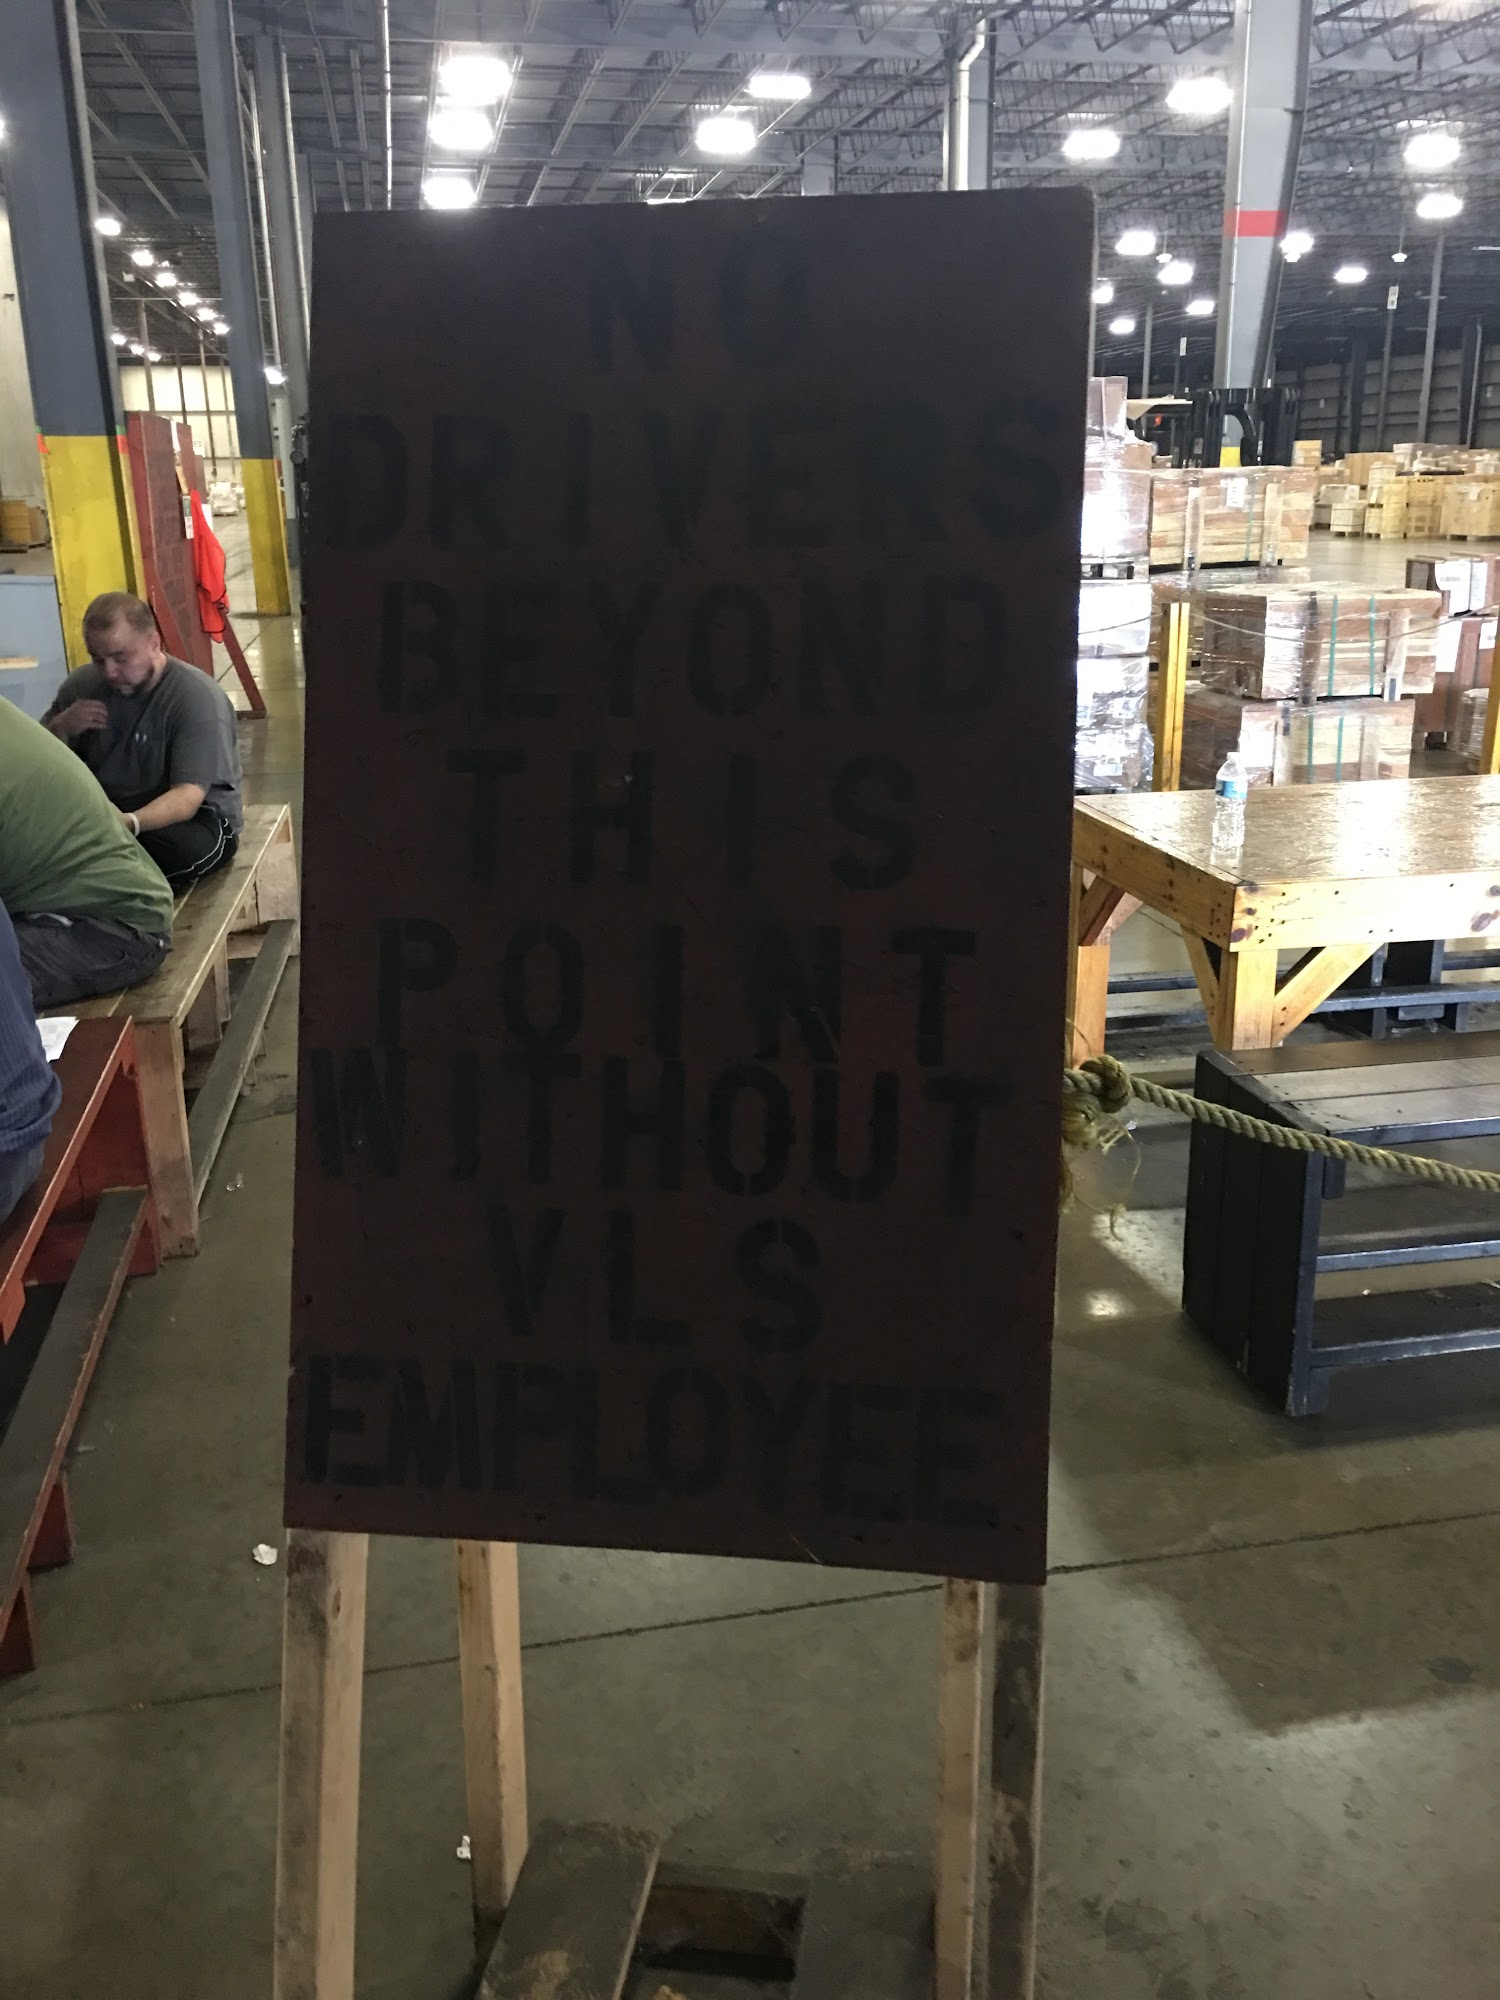 NO
DRIVERS
BEYOND
THIS
POINT
WITHOUT
VLS
EMPLOYEE